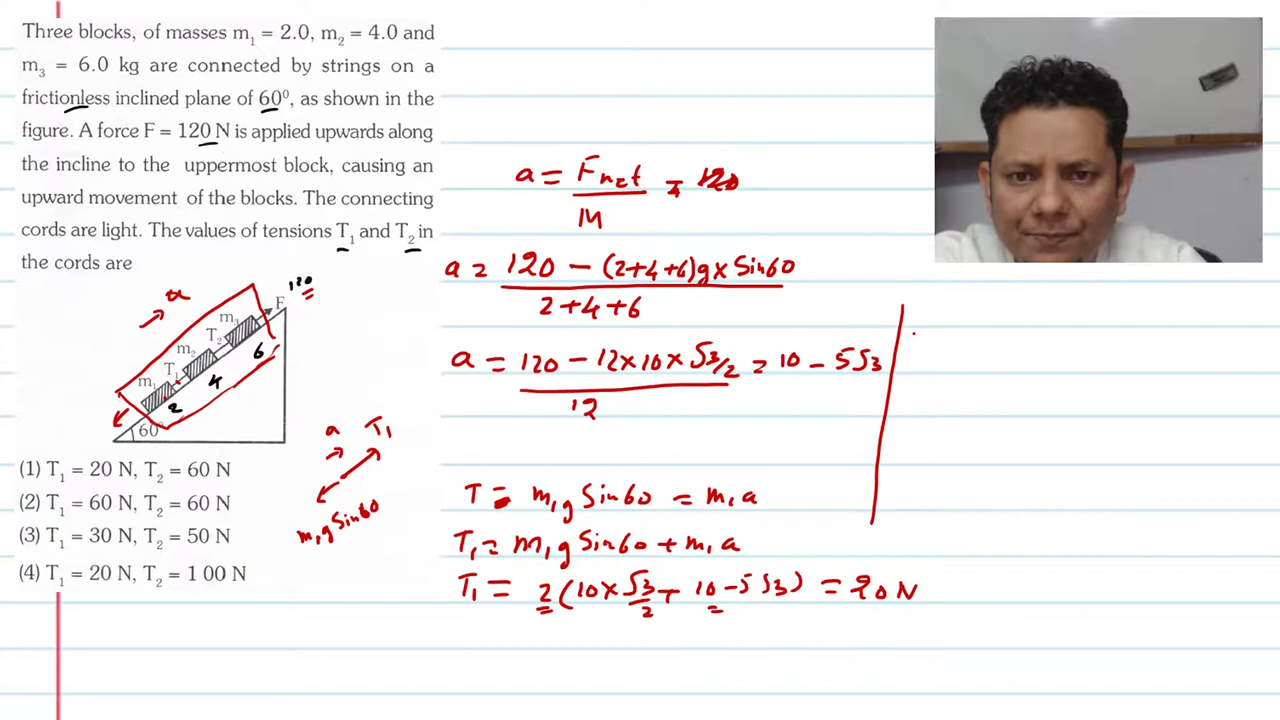 Three blocks, of masses m₁ = 2.0, m₂ = 4.0 and
m₃ = 6.0 kg are connected by strings on a
frictionless inclined plane of 60⁰, as shown in the
figure. A force F = 120 N is applied upwards along
the incline to the uppermost block, causing an
upward movement of the blocks. The connecting
cords are light. The values of tensions T₁ and T₂ in
the cords are
120
a
F
m₃
T₂
m₂
6
T₁
4
m₁
2
60°
a T₁
m₁g Sin60
(1) T₁ = 20 N, T₂ = 60 N
(2) T₁ = 60 N, T₂ = 60 N
(3) T₁ = 30 N, T₂ = 50 N
(4) T₁ = 20 N, T₂ = 1 00 N
a = Fnet/M = 120
a = 120 - (2+4+6)g x Sin60 / 2+4+6
a = 120 - 12x10x√3/2 / 12 = 10 - 5√3
T - m₁g Sin60 = m₁a
T₁ = m₁g Sin60 + m₁a
T₁ = 2(10x√3/2 + 10 - 5√3) = 20 N